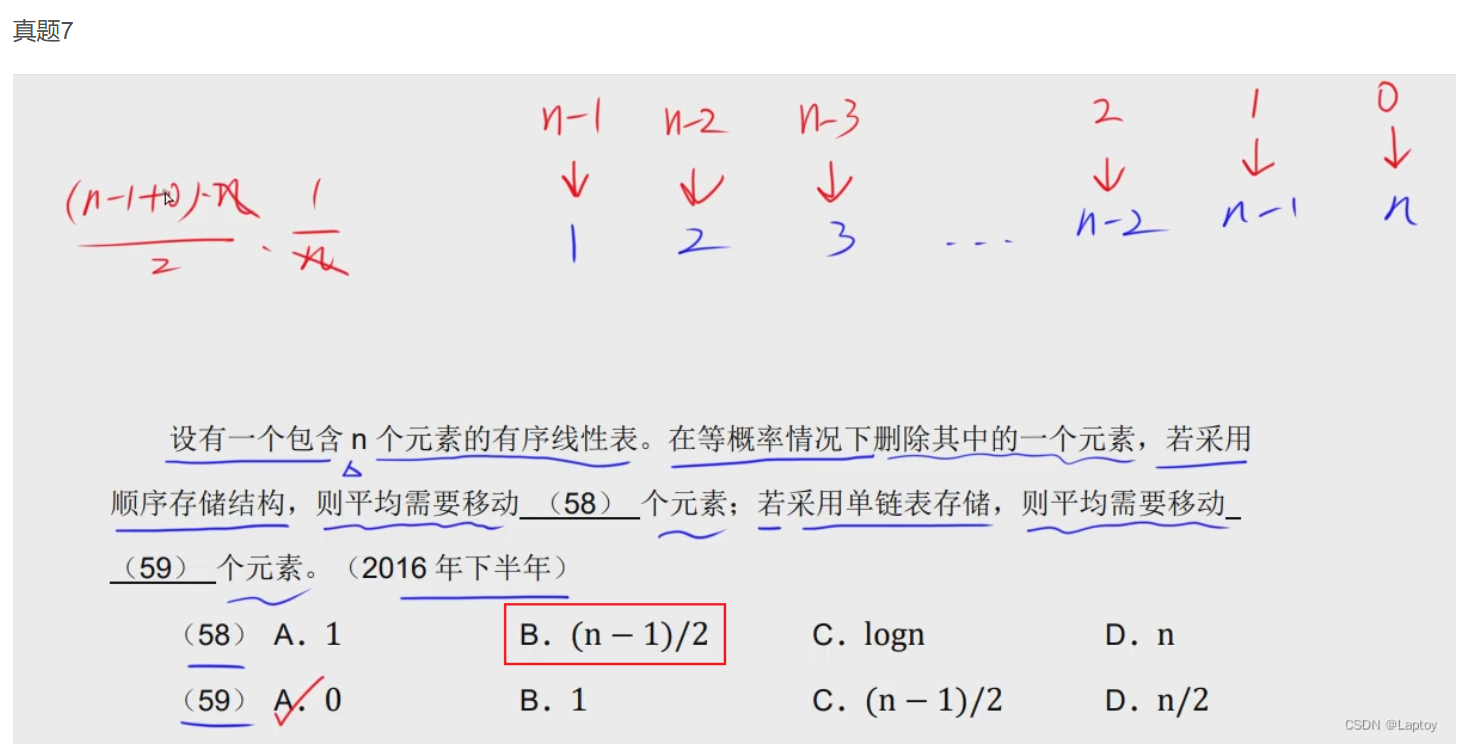 真题7
n-1 n-2 n-3 2 1 0
(n-1+0)·n 1
2 · n
1 2 3 ... n-2 n-1 n
设有一个包含 n 个元素的有序线性表。在等概率情况下删除其中的一个元素，若采用
顺序存储结构，则平均需要移动 （58） 个元素；若采用单链表存储，则平均需要移动
（59） 个元素。（2016 年下半年）
（58） A．1 B．(n − 1)/2 C．logn D．n
（59） A．0 B．1 C．(n − 1)/2 D．n/2
CSDN @Laptoy